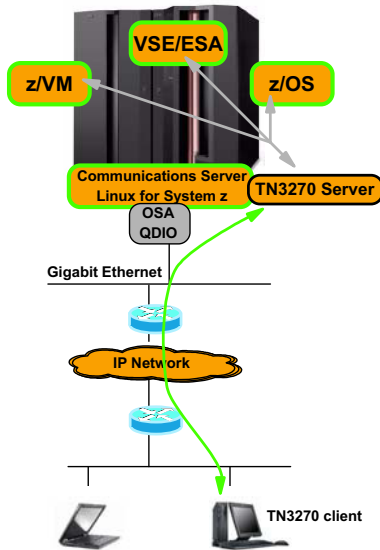 VSE/ESA
z/VM
z/OS
Communications Server
Linux for System z
TN3270 Server
OSA
QDIO
Gigabit Ethernet
IP Network
TN3270 client